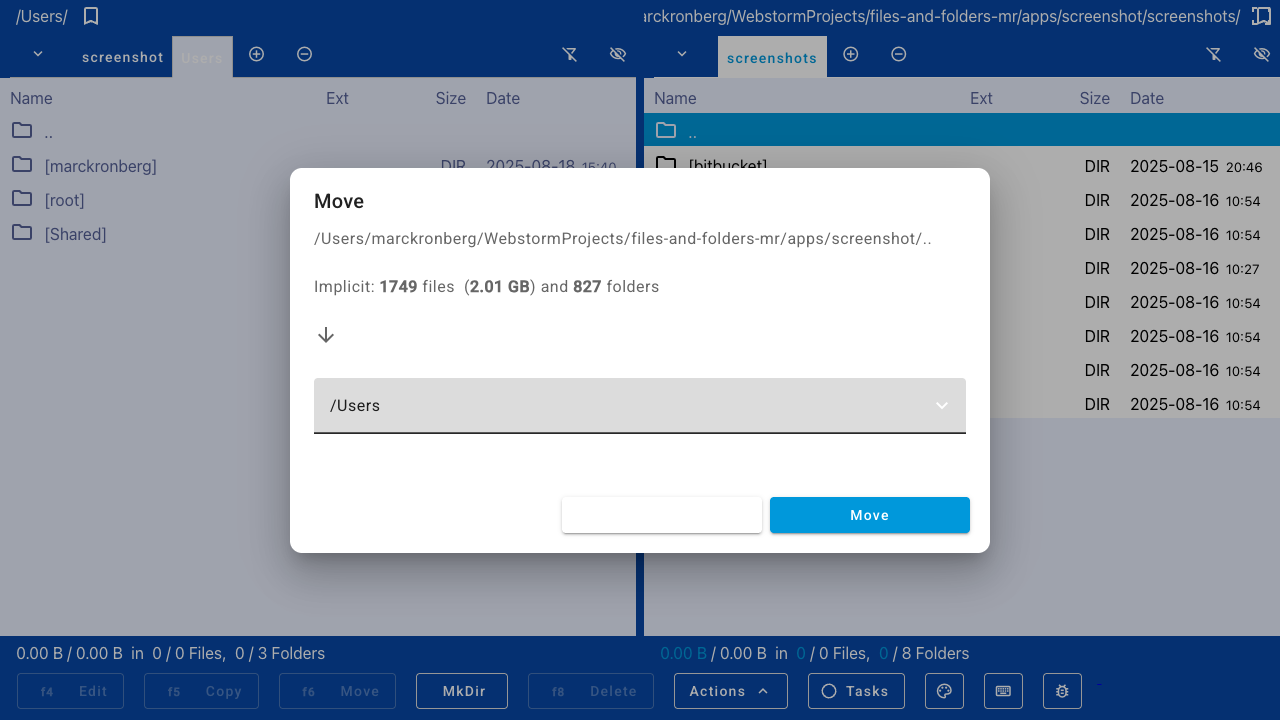 /Users/
arckronberg/WebstormProjects/files-and-folders-mr/apps/screenshot/screenshots/
screenshot Users
screenshots
Name Ext Size Date
..
[marckronberg] DIR 2025-08-18 15:40
[root]
[Shared]
Name Ext Size Date
..
[bitbucket] DIR 2025-08-15 20:46
DIR 2025-08-16 10:54
DIR 2025-08-16 10:54
DIR 2025-08-16 10:27
DIR 2025-08-16 10:54
DIR 2025-08-16 10:54
DIR 2025-08-16 10:54
DIR 2025-08-16 10:54
Move
/Users/marckronberg/WebstormProjects/files-and-folders-mr/apps/screenshot/..
Implicit: 1749 files (2.01 GB) and 827 folders
/Users
Move
0.00 B / 0.00 B in 0 / 0 Files, 0 / 3 Folders
0.00 B / 0.00 B in 0 / 0 Files, 0 / 8 Folders
f4 Edit f5 Copy f6 Move MkDir f8 Delete Actions Tasks